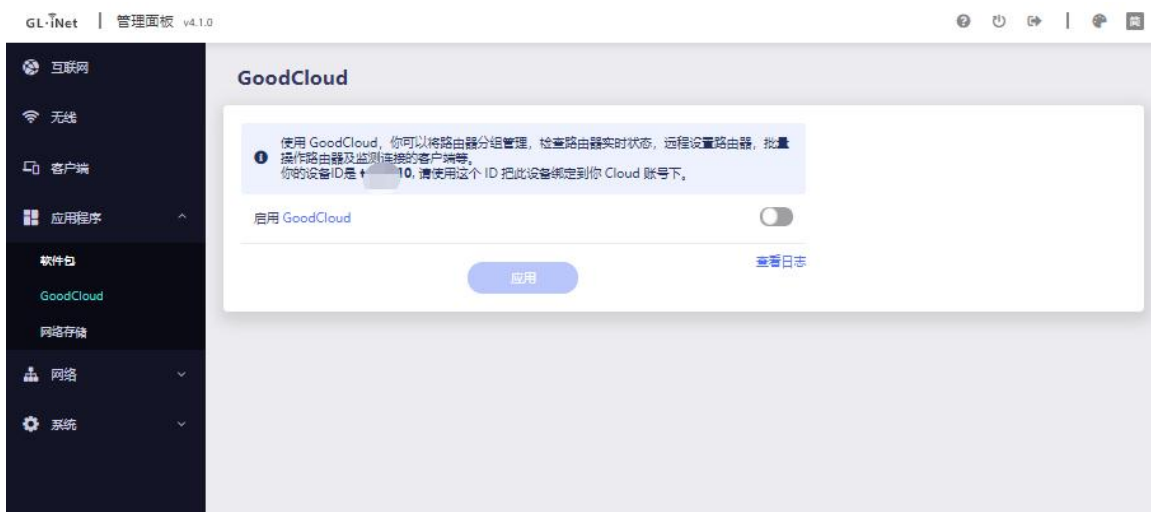 GL·iNet | 管理面板 v4.1.0
简
互联网
无线
客户端
应用程序
软件包
GoodCloud
网络存储
网络
系统
GoodCloud
使用 GoodCloud，你可以将路由器分组管理，检查路由器实时状态，远程设置路由器，批量
操作路由器及监测连接的客户端等。
你的设备ID是 10, 请使用这个 ID 把此设备绑定到你 Cloud 账号下。
启用 GoodCloud
查看日志
应用